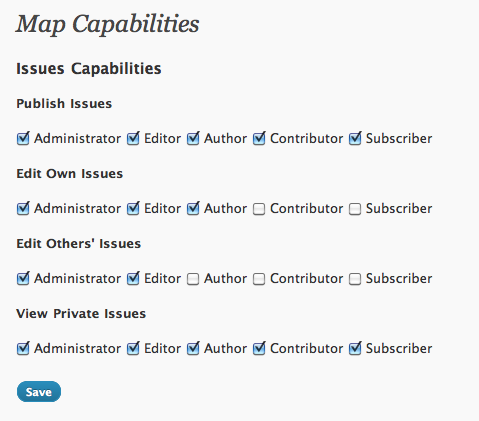 Map Capabilities
Issues Capabilities
Publish Issues
Administrator Editor Author Contributor Subscriber
Edit Own Issues
Administrator Editor Author Contributor Subscriber
Edit Others' Issues
Administrator Editor Author Contributor Subscriber
View Private Issues
Administrator Editor Author Contributor Subscriber
Save